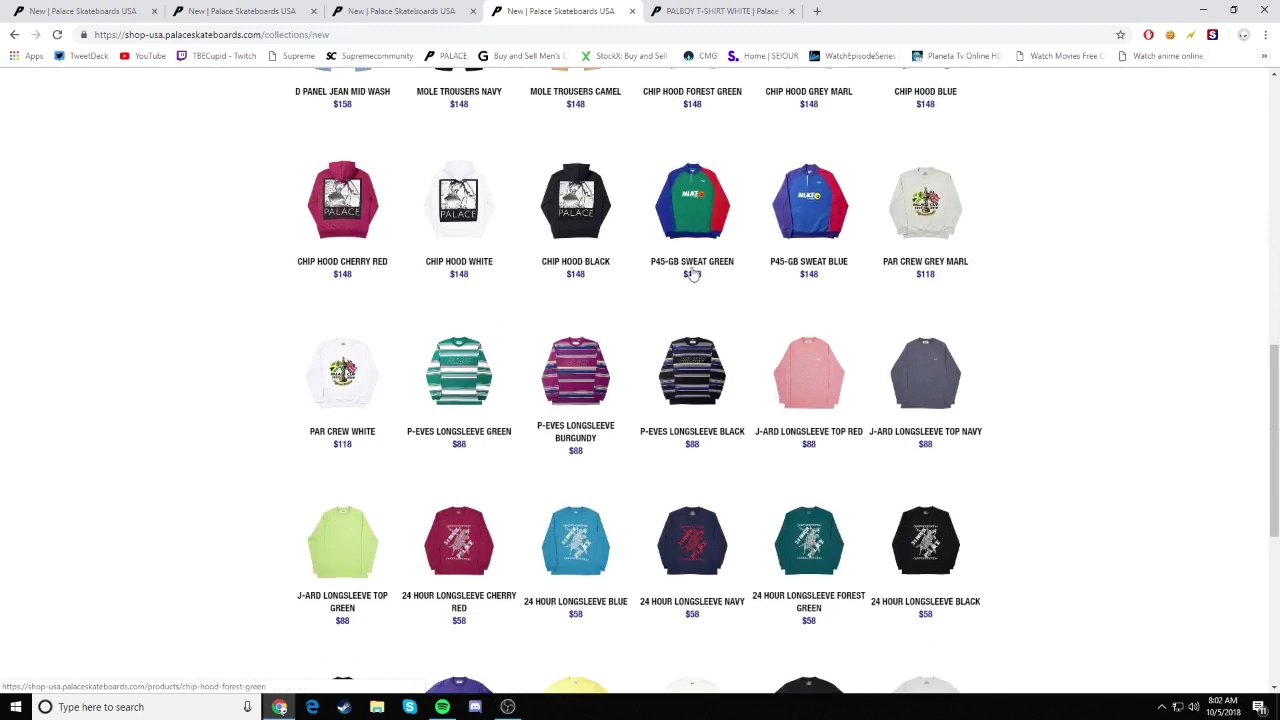 New | Palace Skateboards USA
New | Palace Skateboards USA
New | Palace Skateboards USA
New | Palace Skateboards USA
PALBOY T-SHIRT WHITE | Palace
https://shop-usa.palaceskateboards.com/collections/new
Apps TweetDeck YouTube TBECupital - Twitch Supreme Supremecommunity PALACE Buy and Sell Men's C StockX: Buy and Sell CMG Home | SEIOUR WatchEpisodeSeries Planeta Tv Online HD Watch Movies Free C Watch anime online,
D PANEL JEAN MID WASH MOLE TROUSERS NAVY MOLE TROUSERS CAMEL CHIP HOOD FOREST GREEN CHIP HOOD GREY MARL CHIP HOOD BLUE
$158 $148 $148 $148 $148 $148
PALACE PALACE PALACE PALACE PALACE
CHIP HOOD CHERRY RED CHIP HOOD WHITE CHIP HOOD BLACK P45-GB SWEAT GREEN P45-GB SWEAT BLUE PAR CREW GREY MARL
$148 $148 $148 $148 $118
PAR CREW WHITE P-EVES LONGSLEEVE GREEN P-EVES LONGSLEEVE BURGUNDY P-EVES LONGSLEEVE BLACK J-ARD LONGSLEEVE TOP RED J-ARD LONGSLEEVE TOP NAVY
$118 $88 $88 $88 $88 $88
J-ARD LONGSLEEVE TOP GREEN 24 HOUR LONGSLEEVE CHERRY RED 24 HOUR LONGSLEEVE BLUE 24 HOUR LONGSLEEVE NAVY 24 HOUR LONGSLEEVE FOREST GREEN 24 HOUR LONGSLEEVE BLACK
$88 $58 $58 $58 $58 $58
https://shop-usa.palaceskateboards.com/products/chip-hood-forest-green
Type here to search
8:02 AM
10/5/2018